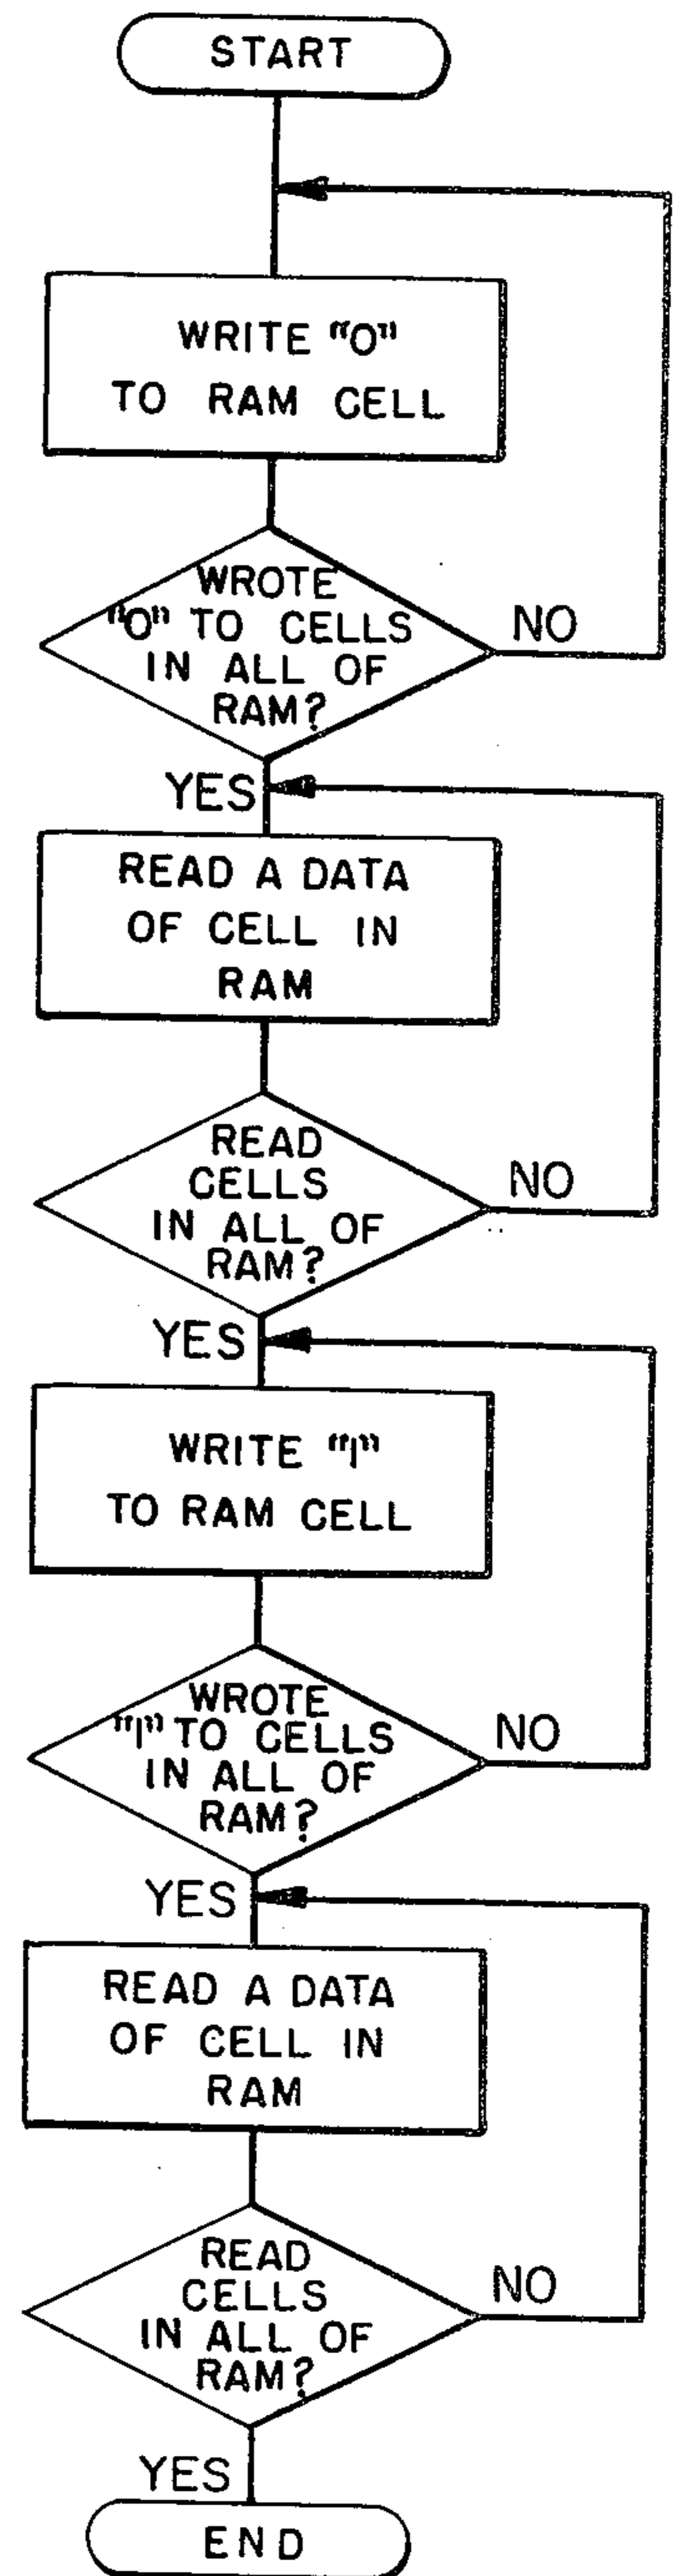 START
WRITE "O"
TO RAM CELL
WROTE
"O" TO CELLS
IN ALL OF
RAM?
NO
YES
READ A DATA
OF CELL IN
RAM
READ
CELLS
IN ALL OF
RAM?
NO
YES
WRITE "1"
TO RAM CELL
WROTE
"1" TO CELLS
IN ALL OF
RAM?
NO
YES
READ A DATA
OF CELL IN
RAM
READ
CELLS
IN ALL OF
RAM?
NO
YES
END